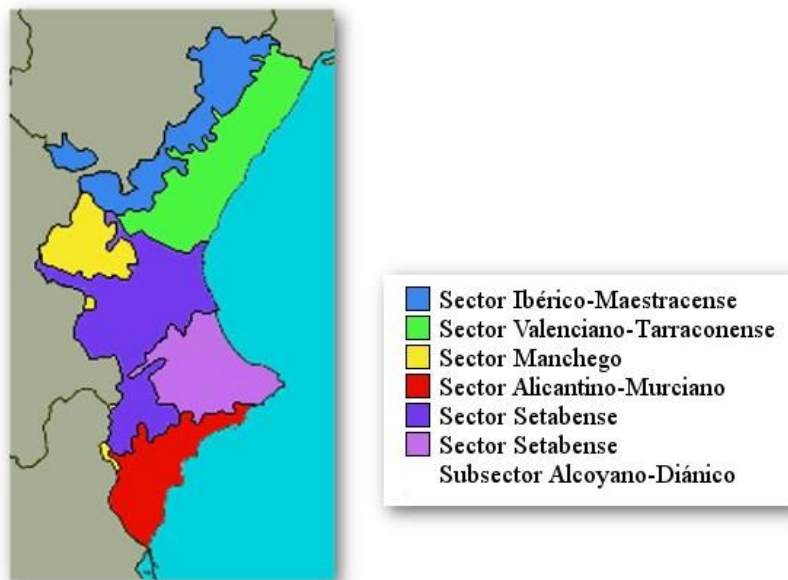 Sector Ibérico-Maestracense
Sector Valenciano-Tarraconense
Sector Manchego
Sector Alicantino-Murciano
Sector Setabense
Sector Setabense
Subsector Alcoyano-Diánico